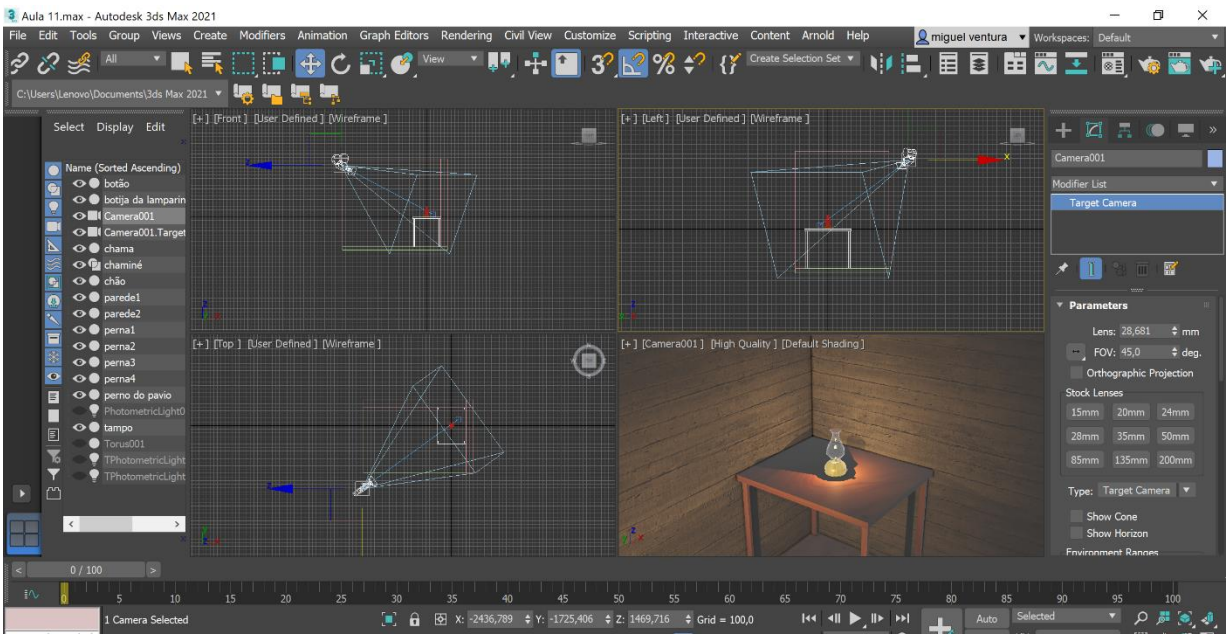 Aula 11.max - Autodesk 3ds Max 2021
File Edit Tools Group Views Create Modifiers Animation Graph Editors Rendering Civil View Customize Scripting Interactive Content Arnold Help miguel ventura Workspaces: Default
All View Create Selection Set
C:\Users\Lenovo\Documents\3ds Max 2021
Select Display Edit
Name (Sorted Ascending)
botão
botija da lamparin
Camera001
Camera001.Target
chama
chaminé
chão
parede1
parede2
perna1
perna2
perna3
perna4
perno do pavio
PhotometricLight0
tampo
Torus001
TPhotometricLight
TPhotometricLight
[+] [Front] [User Defined] [Wireframe]
[+] [Left] [User Defined] [Wireframe]
[+] [Top] [User Defined] [Wireframe]
[+] [Camera001] [High Quality] [Default Shading]
Camera001
Modifier List
Target Camera
Parameters
Lens: 28,681 mm
FOV: 45,0 deg.
Orthographic Projection
Stock Lenses
15mm 20mm 24mm
28mm 35mm 50mm
85mm 135mm 200mm
Type: Target Camera
Show Cone
Show Horizon
Environment Ranges
0 / 100
0 5 10 15 20 25 30 35 40 45 50 55 60 65 70 75 80 85 90 95 100
1 Camera Selected X: -2436,789 Y: -1725,406 Z: 1469,716 Grid = 100,0 Auto Selected